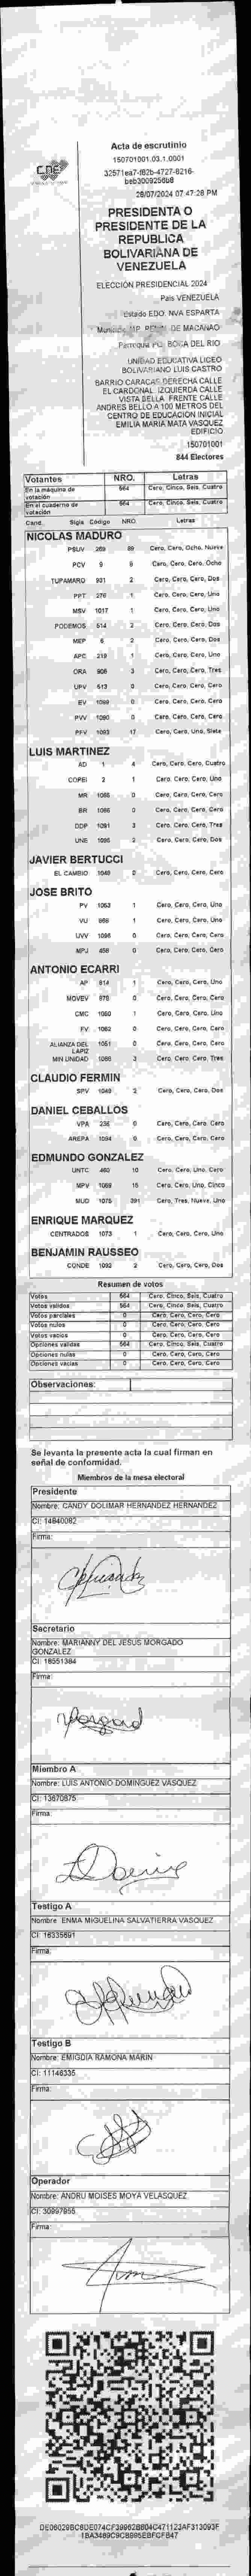 Acta de escrutinio
150701001.03.1.0001
32571ea7-f82b-4727-8216-
beb3009256b8
28/07/2024 07:47:28 PM
PRESIDENTA O
PRESIDENTE DE LA
REPUBLICA
BOLIVARIANA DE
VENEZUELA
ELECCIÓN PRESIDENCIAL 2024
País VENEZUELA
Estado EDO. NVA ESPARTA
DE MACANAO
BOCA DEL RIO
UNIDAD EDUCATIVA LICEO
BOLIVARIANO LUIS CASTRO
BARRIO CARACAS DERECHA CALLE
EL CARDONAL IZQUIERDA CALLE
VISTA BELLA FRENTE CALLE
ANDRES BELLO A 100 METROS DEL
CENTRO DE EDUCACION INICIAL
EMILIA MARIA MATA VASQUEZ
EDIFICIO
150701001
844 Electores
Votantes NRO. Letras
En la máquina de votación 564 Cero, Cinco, Seis, Cuatro
En el cuaderno de votación 564 Cero, Cinco, Seis, Cuatro
Cand. Sigla Código NRO. Letras
NICOLAS MADURO
PSUV 269 89 Cero, Cero, Ocho, Nueve
PCV 9 8 Cero, Cero, Cero, Ocho
TUPAMARO 931 2 Cero, Cero, Cero, Dos
PPT 276 1 Cero, Cero, Cero, Uno
MSV 1017 1 Cero, Cero, Cero, Uno
PODEMOS 514 2 Cero, Cero, Cero, Dos
MEP 6 2 Cero, Cero, Cero, Dos
APC 219 1 Cero, Cero, Cero, Uno
ORA 908 3 Cero, Cero, Cero, Tres
UPV 513 0 Cero, Cero, Cero, Cero
EV 1099 0 Cero, Cero, Cero, Cero
PVV 1090 0 Cero, Cero, Cero, Cero
PFV 1093 17 Cero, Cero, Uno, Siete
LUIS MARTINEZ
AD 1 4 Cero, Cero, Cero, Cuatro
COPEI 2 1 Cero, Cero, Cero, Uno
MR 1065 0 Cero, Cero, Cero, Cero
BR 1086 0 Cero, Cero, Cero, Cero
DDP 1091 3 Cero, Cero, Cero, Tres
UNE 1095 2 Cero, Cero, Cero, Dos
JAVIER BERTUCCI
EL CAMBIO 1049 0 Cero, Cero, Cero, Cero
JOSE BRITO
PV 1053 1 Cero, Cero, Cero, Uno
VU 968 1 Cero, Cero, Cero, Uno
UVV 1096 0 Cero, Cero, Cero, Cero
MPJ 456 0 Cero, Cero, Cero, Cero
ANTONIO ECARRI
AP 914 1 Cero, Cero, Cero, Uno
MOVEV 978 0 Cero, Cero, Cero, Cero
CMC 1060 1 Cero, Cero, Cero, Uno
FV 1062 0 Cero, Cero, Cero, Cero
ALIANZA DEL LAPIZ 1051 0 Cero, Cero, Cero, Cero
MIN UNIDAD 1066 3 Cero, Cero, Cero, Tres
CLAUDIO FERMIN
SPV 1040 2 Cero, Cero, Cero, Dos
DANIEL CEBALLOS
VPA 236 0 Cero, Cero, Cero, Cero
AREPA 1094 0 Cero, Cero, Cero, Cero
EDMUNDO GONZALEZ
UNTC 460 10 Cero, Cero, Uno, Cero
MPV 1069 15 Cero, Cero, Uno, Cinco
MUD 1075 391 Cero, Tres, Nueve, Uno
ENRIQUE MARQUEZ
CENTRADOS 1073 1 Cero, Cero, Cero, Uno
BENJAMIN RAUSSEO
CONDE 1092 2 Cero, Cero, Cero, Dos
Resumen de votos
Votos 564 Cero, Cinco, Seis, Cuatro
Votos validos 564 Cero, Cinco, Seis, Cuatro
Votos parciales 0 Cero, Cero, Cero, Cero
Votos nulos 0 Cero, Cero, Cero, Cero
Votos vacios 0 Cero, Cero, Cero, Cero
Opciones validas 564 Cero, Cinco, Seis, Cuatro
Opciones nulas 0 Cero, Cero, Cero, Cero
Opciones vacias 0 Cero, Cero, Cero, Cero
Observaciones:
Se levanta la presente acta la cual firman en
señal de conformidad.
Miembros de la mesa electoral
Presidente
Nombre: CANDY DOLIMAR HERNANDEZ HERNANDEZ
CI: 14840082
Firma:
Secretario
Nombre: MARIANNY DEL JESUS MORGADO
GONZALEZ
CI: 18551384
Firma:
Morgado
Miembro A
Nombre: LUIS ANTONIO DOMINGUEZ VASQUEZ
CI: 13670875
Firma:
Testigo A
Nombre: ENMA MIGUELINA SALVATIERRA VASQUEZ
CI: 16335691
Firma:
Testigo B
Nombre: EMIGDIA RAMONA MARIN
CI: 11146335
Firma:
Operador
Nombre: ANDRU MOISES MOYA VELASQUEZ
CI: 30997955
Firma: